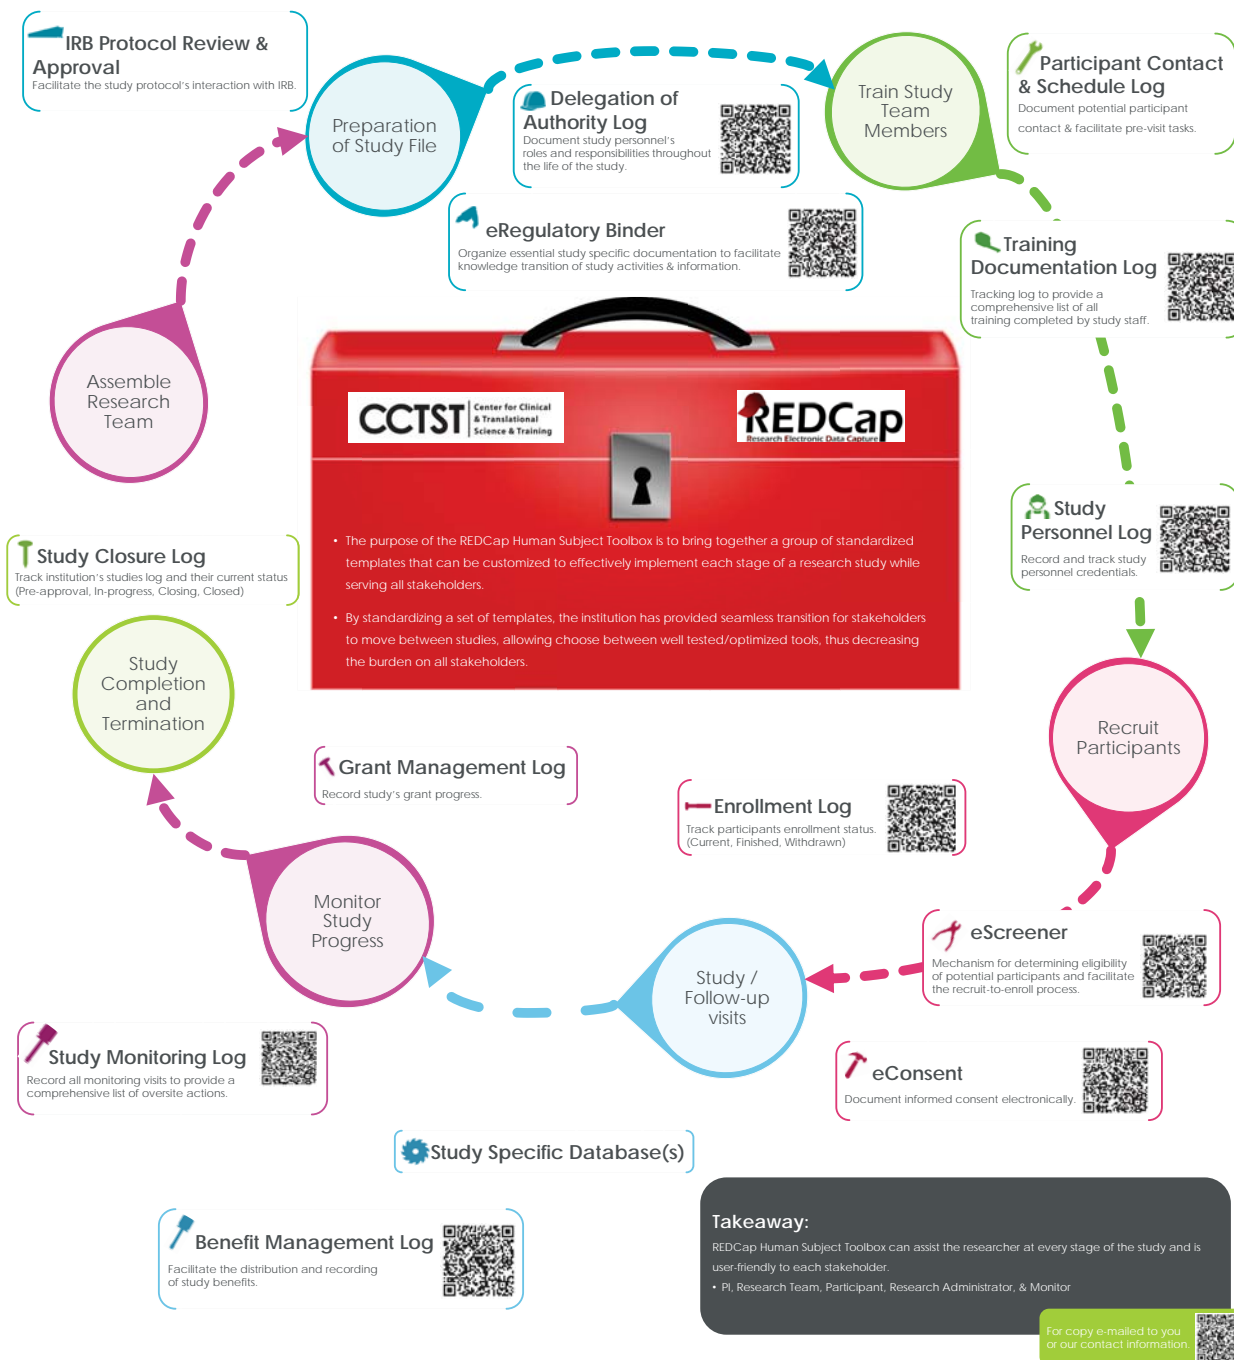 IRB Protocol Review &
Approval
Facilitate the study protocol's interaction with IRB.
Preparation
of Study File
Delegation of
Authority Log
Document study personnel's
roles and responsibilities throughout
the life of the study.
eRegulatory Binder
Organize essential study specific documentation to facilitate
knowledge transition of study activities & information.
Train Study
Team
Members
Participant Contact
& Schedule Log
Document potential participant
contact & facilitate pre-visit tasks.
Training
Documentation Log
Tracking log to provide a
comprehensive list of all
training completed by study staff.
Assemble
Research
Team
CCTST
Center for Clinical
& Translational
Science & Training
REDCap
Research Electronic Data Capture
• The purpose of the REDCap Human Subject Toolbox is to bring together a group of standardized
templates that can be customized to effectively implement each stage of a research study while
serving all stakeholders.
• By standardizing a set of templates, the institution has provided seamless transition for stakeholders
to move between studies, allowing choose between well tested/optimized tools, thus decreasing
the burden on all stakeholders.
Study
Personnel Log
Record and track study
personnel credentials.
Study Closure Log
Track institution's studies log and their current status
(Pre-approval, In-progress, Closing, Closed)
Study
Completion
and
Termination
Recruit
Participants
Grant Management Log
Record study's grant progress.
Enrollment Log
Track participants enrollment status.
(Current, Finished, Withdrawn)
Monitor
Study
Progress
eScreener
Mechanism for determining eligibility
of potential participants and facilitate
the recruit-to-enroll process.
Study /
Follow-up
visits
Study Monitoring Log
Record all monitoring visits to provide a
comprehensive list of oversite actions.
eConsent
Document informed consent electronically.
Study Specific Database(s)
Benefit Management Log
Facilitate the distribution and recording
of study benefits.
Takeaway:
REDCap Human Subject Toolbox can assist the researcher at every stage of the study and is
user-friendly to each stakeholder.
• PI, Research Team, Participant, Research Administrator, & Monitor
For copy e-mailed to you
or our contact information.